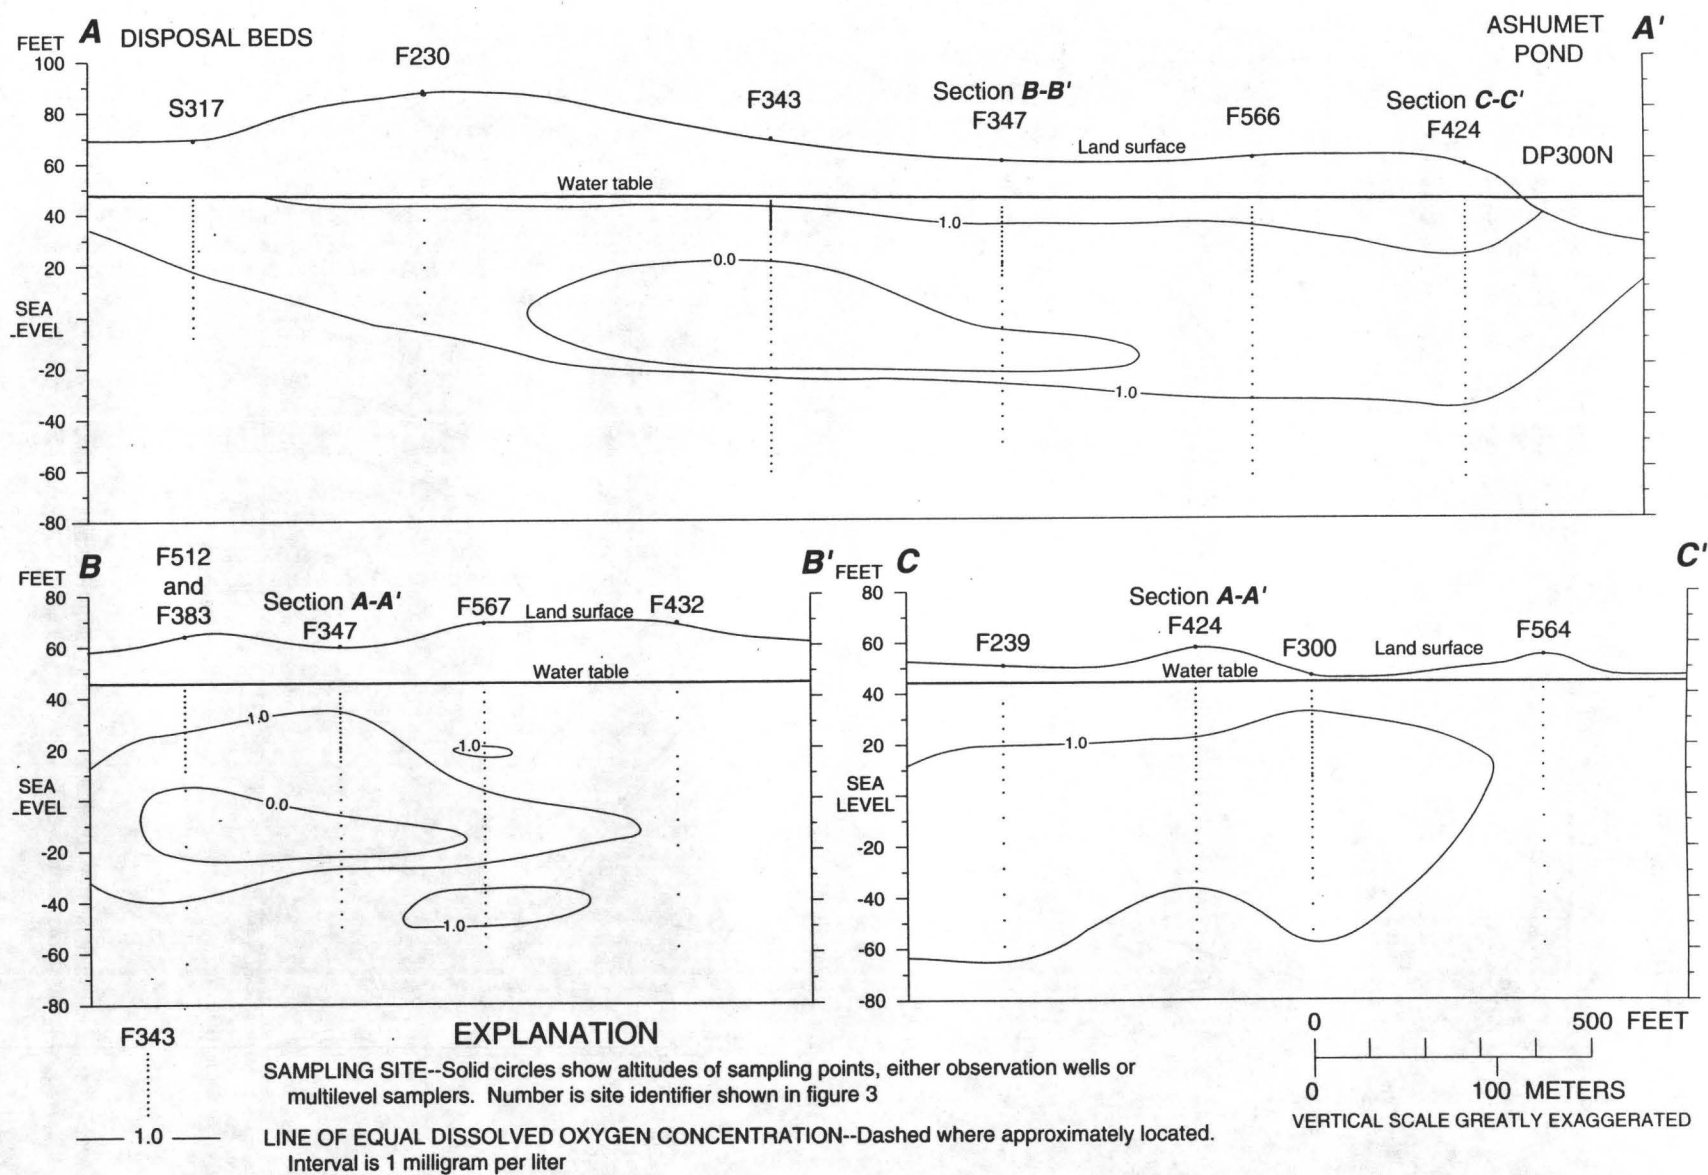 FEET A DISPOSAL BEDS
ASHUMET
POND
A'
F230
S317
F343
Section B-B'
F347
F566
Section C-C'
F424
DP300N
Land surface
Water table
1.0
0.0
1.0
100
80
60
40
20
SEA
.EVEL
-20
-40
-60
-80
FEET B
F512
and
F383
Section A-A'
F347
F567
Land surface
F432
B'
Water table
1.0
1.0
0.0
1.0
80
60
40
20
SEA
.EVEL
-20
-40
-60
-80
FEET C
C'
F239
Section A-A'
F424
F300
Land surface
F564
Water table
1.0
80
60
40
20
SEA
LEVEL
-20
-40
-60
-80
0 500 FEET
0 100 METERS
VERTICAL SCALE GREATLY EXAGGERATED
EXPLANATION
F343
SAMPLING SITE--Solid circles show altitudes of sampling points, either observation wells or
multilevel samplers. Number is site identifier shown in figure 3
1.0
LINE OF EQUAL DISSOLVED OXYGEN CONCENTRATION--Dashed where approximately located.
Interval is 1 milligram per liter